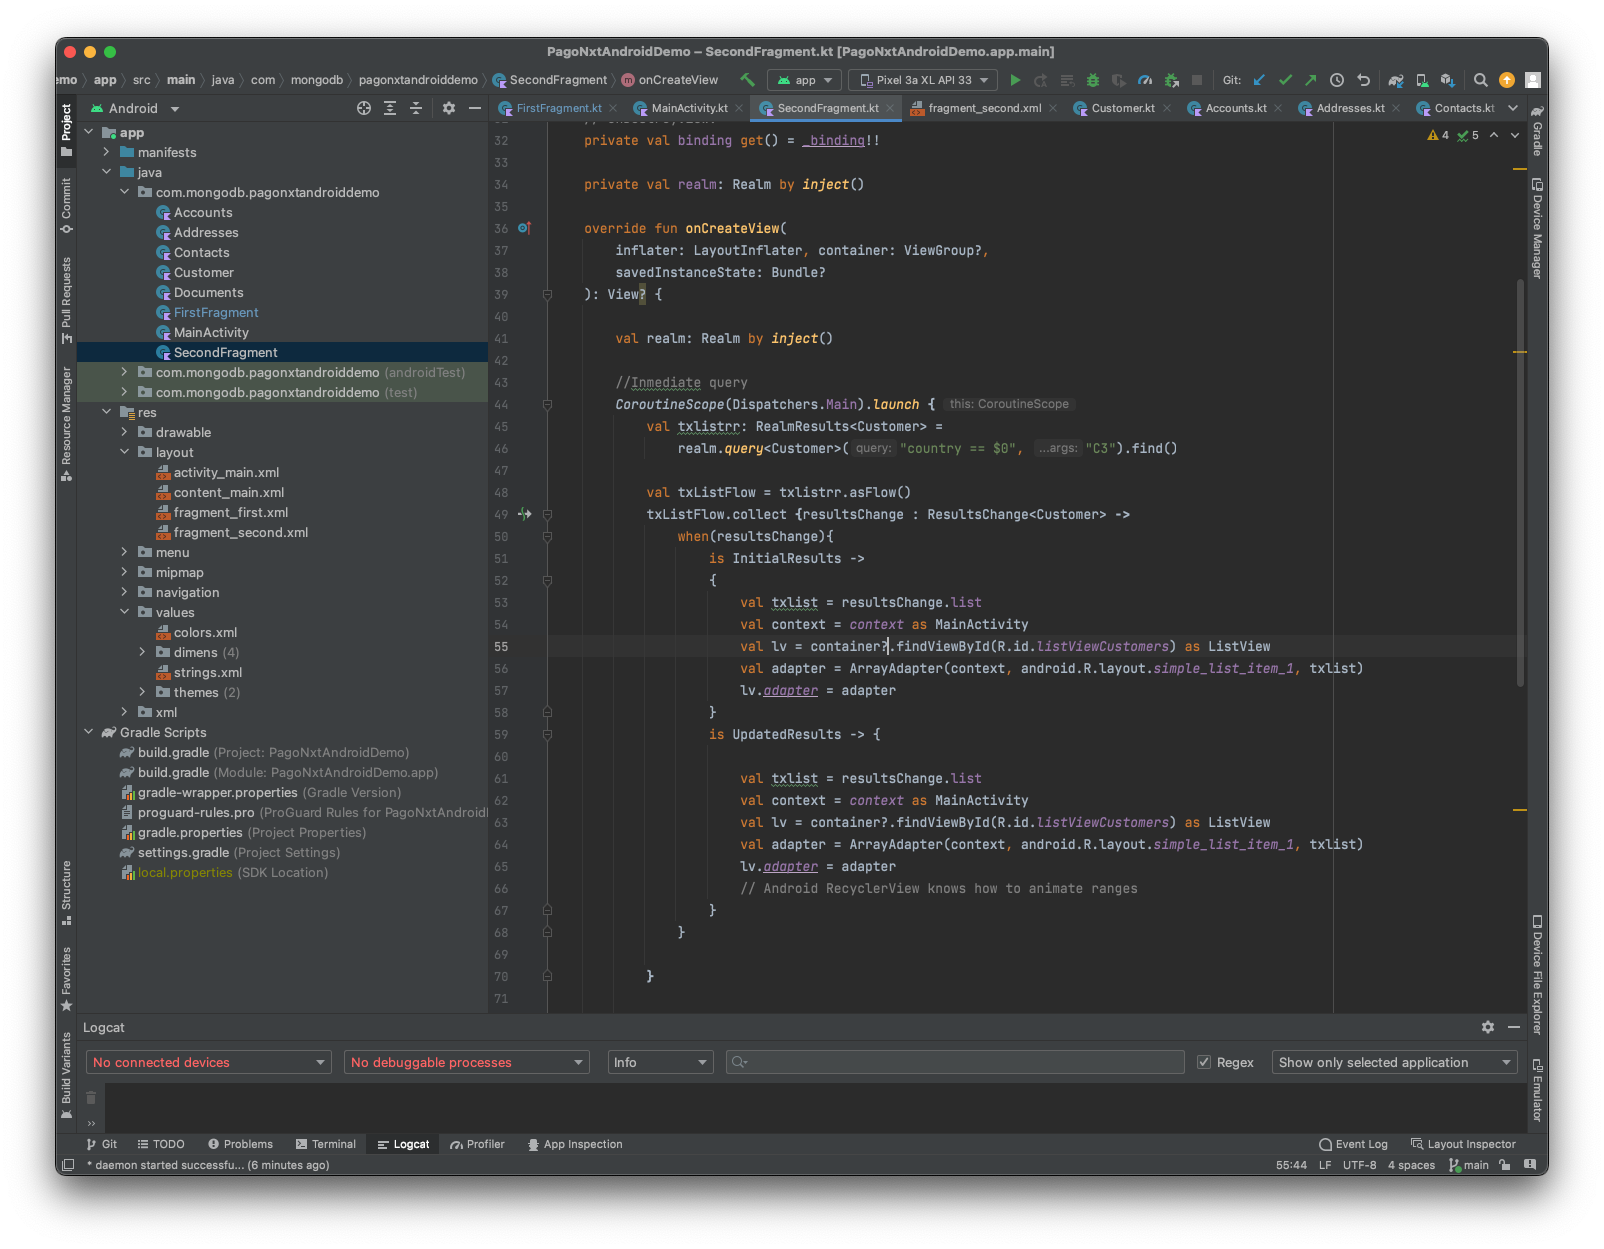 PagoNxtAndroidDemo – SecondFragment.kt [PagoNxtAndroidDemo.app.main]
emo app src main java com mongodb pagonxtandroiddemo SecondFragment onCreateView app Pixel 3a XL API 33 Git:
Android FirstFragment.kt MainActivity.kt SecondFragment.kt fragment_second.xml Customer.kt Accounts.kt Addresses.kt Contacts.kt
Project
Commit
Pull Requests
Resource Manager
Structure
Favorites
Build Variants
app
manifests
java
com.mongodb.pagonxtandroiddemo
Accounts
Addresses
Contacts
Customer
Documents
FirstFragment
MainActivity
SecondFragment
com.mongodb.pagonxtandroiddemo (androidTest)
com.mongodb.pagonxtandroiddemo (test)
res
drawable
layout
activity_main.xml
content_main.xml
fragment_first.xml
fragment_second.xml
menu
mipmap
navigation
values
colors.xml
dimens (4)
strings.xml
themes (2)
xml
Gradle Scripts
build.gradle (Project: PagoNxtAndroidDemo)
build.gradle (Module: PagoNxtAndroidDemo.app)
gradle-wrapper.properties (Gradle Version)
proguard-rules.pro (ProGuard Rules for PagoNxtAndroidD
gradle.properties (Project Properties)
settings.gradle (Project Settings)
local.properties (SDK Location)
4 5
32 private val binding get() = _binding!!
33
34 private val realm: Realm by inject()
35
36 override fun onCreateView(
37 inflater: LayoutInflater, container: ViewGroup?,
38 savedInstanceState: Bundle?
39 ): View? {
40
41 val realm: Realm by inject()
42
43 //Inmediate query
44 CoroutineScope(Dispatchers.Main).launch { this: CoroutineScope
45 val txlistrr: RealmResults<Customer> =
46 realm.query<Customer>( query: "country == $0", ...args: "C3").find()
47
48 val txListFlow = txlistrr.asFlow()
49 txListFlow.collect {resultsChange : ResultsChange<Customer> ->
50 when(resultsChange){
51 is InitialResults ->
52 {
53 val txlist = resultsChange.list
54 val context = context as MainActivity
55 val lv = container?.findViewById(R.id.listViewCustomers) as ListView
56 val adapter = ArrayAdapter(context, android.R.layout.simple_list_item_1, txlist)
57 lv.adapter = adapter
58 }
59 is UpdatedResults -> {
60
61 val txlist = resultsChange.list
62 val context = context as MainActivity
63 val lv = container?.findViewById(R.id.listViewCustomers) as ListView
64 val adapter = ArrayAdapter(context, android.R.layout.simple_list_item_1, txlist)
65 lv.adapter = adapter
66 // Android RecyclerView knows how to animate ranges
67 }
68 }
69
70 }
71
Gradle
Device Manager
Device File Explorer
Emulator
Logcat
No connected devices No debuggable processes Info Regex Show only selected application
»
Git TODO Problems Terminal Logcat Profiler App Inspection Event Log Layout Inspector
* daemon started successfu... (6 minutes ago) 55:44 LF UTF-8 4 spaces main